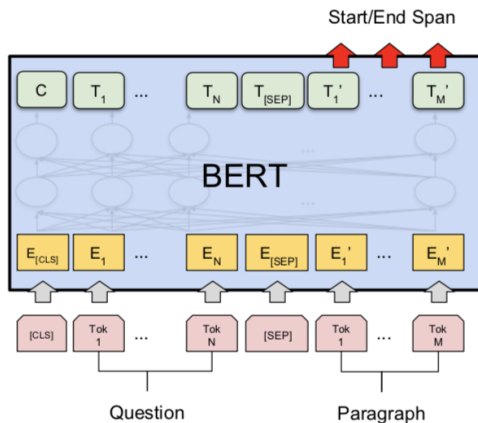 Start/End Span
C T1 ... TN T[SEP] T1' ... TM'
...
BERT
...
E[CLS] E1 ... EN E[SEP] E1' ... EM'
[CLS] Tok 1 ... Tok N [SEP] Tok 1 ... Tok M
Question Paragraph